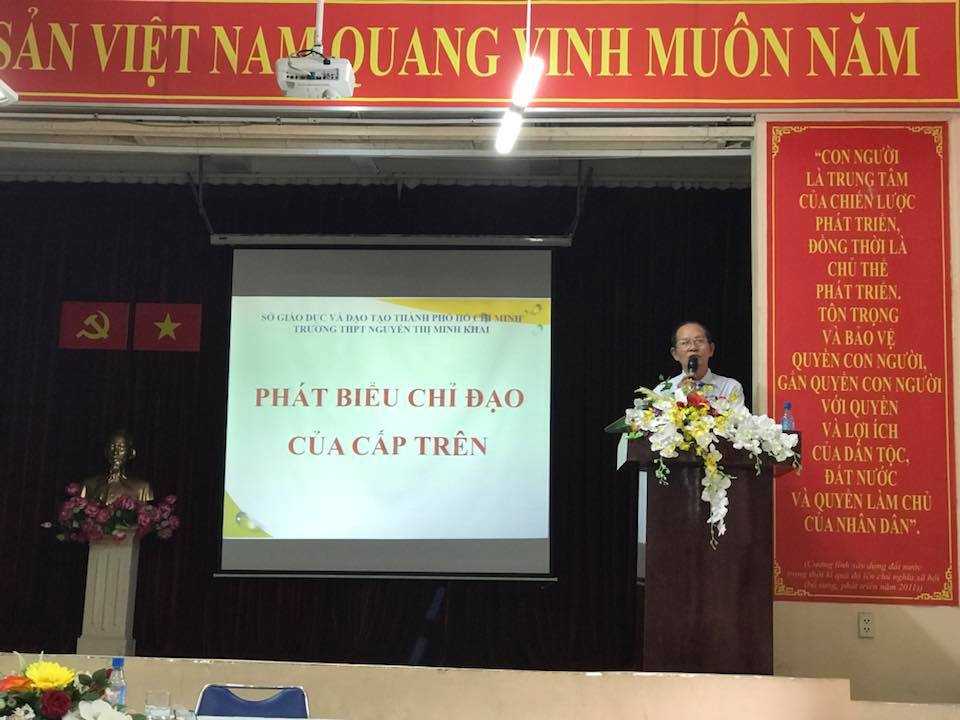 SẢN VIỆT NAM QUANG VINH MUÔN NĂM
SỞ GIÁO DỤC VÀ ĐÀO TẠO THÀNH PHỐ HỒ CHÍ MINH
TRƯỜNG THPT NGUYỄN THỊ MINH KHAI
PHÁT BIỂU CHỈ ĐẠO
CỦA CẤP TRÊN
“CON NGƯỜI
LÀ TRUNG TÂM
CỦA CHIẾN LƯỢC
PHÁT TRIỂN,
ĐỒNG THỜI LÀ
CHỦ THỂ
PHÁT TRIỂN.
TÔN TRỌNG
VÀ BẢO VỆ
QUYỀN CON NGƯỜI,
GẮN QUYỀN CON NGƯỜI
VỚI QUYỀN
VÀ LỢI ÍCH
CỦA DÂN TỘC,
ĐẤT NƯỚC
VÀ QUYỀN LÀM CHỦ
CỦA NHÂN DÂN”.
(Cương lĩnh xây dựng đất nước
trong thời kì quá độ lên chủ nghĩa xã hội
(bổ sung, phát triển năm 2011))